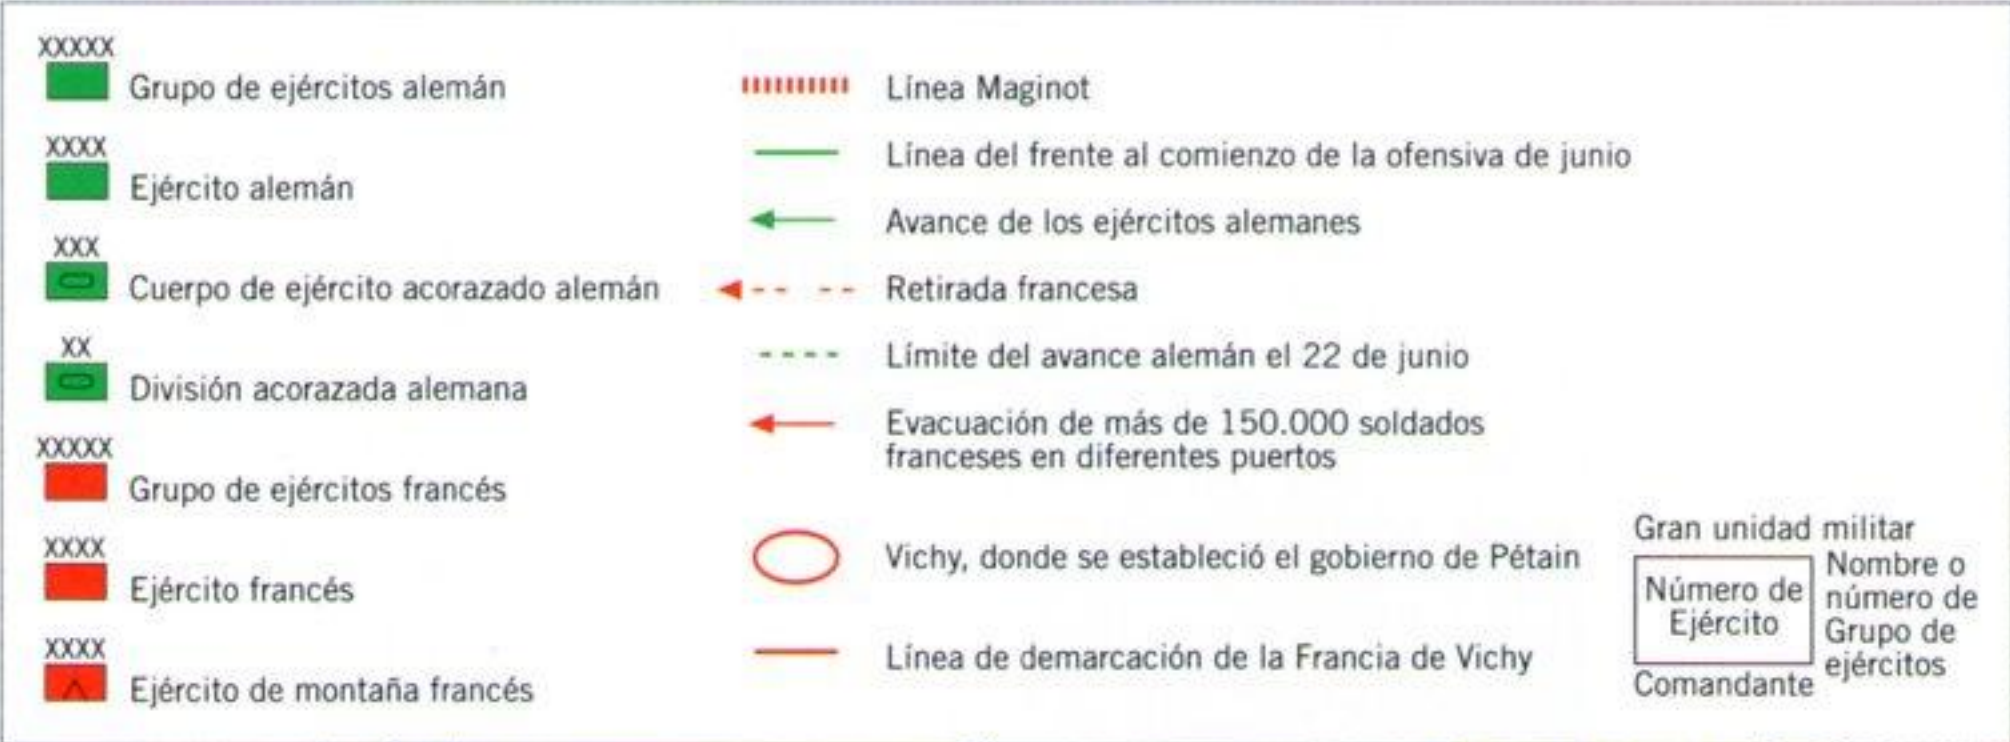 XXXXX
Grupo de ejércitos alemán
XXXX
Ejército alemán
XXX
Cuerpo de ejército acorazado alemán
XX
División acorazada alemana
XXXXX
Grupo de ejércitos francés
XXXX
Ejército francés
XXXX
Ejército de montaña francés
Línea Maginot
Línea del frente al comienzo de la ofensiva de junio
Avance de los ejércitos alemanes
Retirada francesa
Límite del avance alemán el 22 de junio
Evacuación de más de 150.000 soldados
franceses en diferentes puertos
Vichy, donde se estableció el gobierno de Pétain
Línea de demarcación de la Francia de Vichy
Gran unidad militar
Número de
Ejército
Nombre o
número de
Grupo de
ejércitos
Comandante